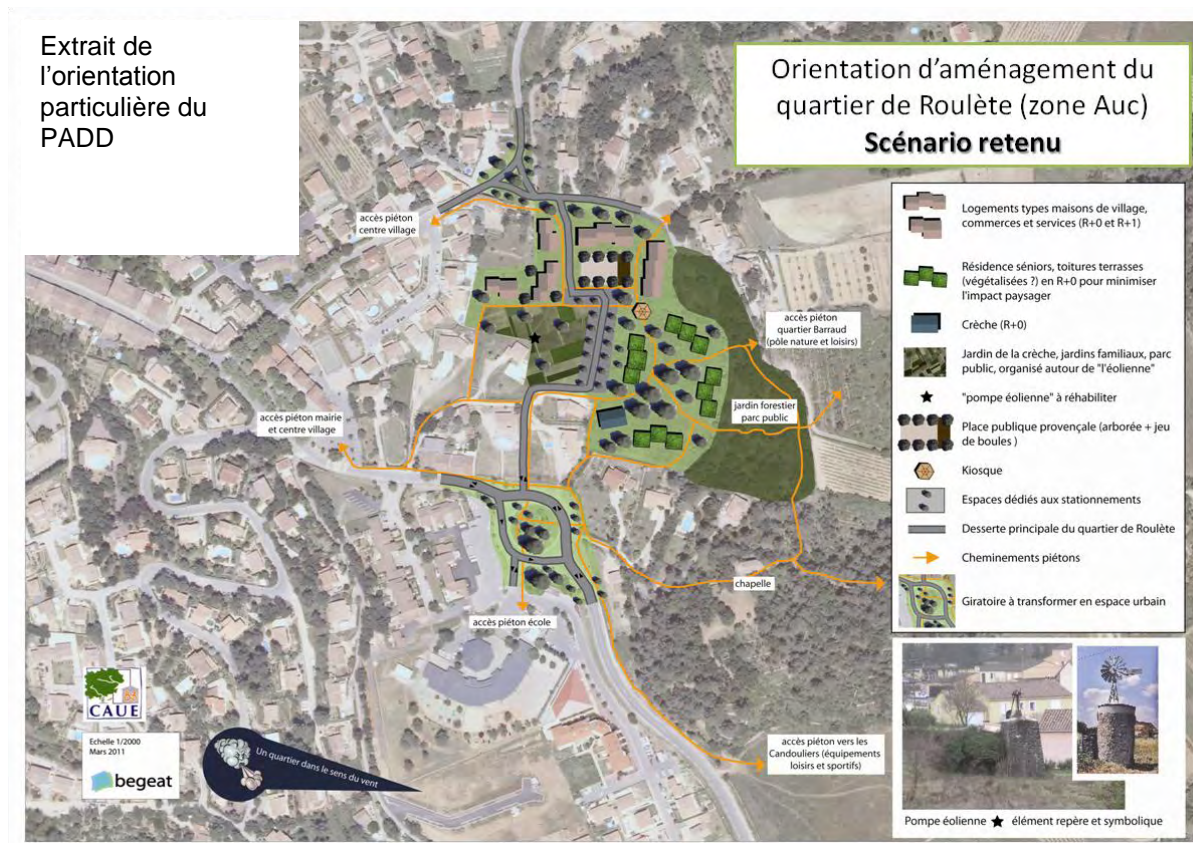 Extrait de
l'orientation
particulière du
PADD
Orientation d'aménagement du
quartier de Roulète (zone Auc)
Scénario retenu
accès piéton
centre village
accès piéton
quartier Barraud
(pôle nature et loisirs)
jardin forestier
parc public
accès piéton mairie
et centre village
chapelle
accès piéton école
accès piéton vers les
Candouliers (équipements
loisirs et sportifs)
Logements types maisons de village,
commerces et services (R+0 et R+1)
Résidence séniors, toitures terrasses
(végétalisées ?) en R+0 pour minimiser
l'impact paysager
Crèche (R+0)
Jardin de la crèche, jardins familiaux, parc
public, organisé autour de "l'éolienne"
"pompe éolienne" à réhabiliter
Place publique provençale (arborée + jeu
de boules )
Kiosque
Espaces dédiés aux stationnements
Desserte principale du quartier de Roulète
Cheminements piétons
Giratoire à transformer en espace urbain
Pompe éolienne ★ élément repère et symbolique
CAUE
Echelle 1/2000
Mars 2011
begeat
Un quartier dans le sens du vent